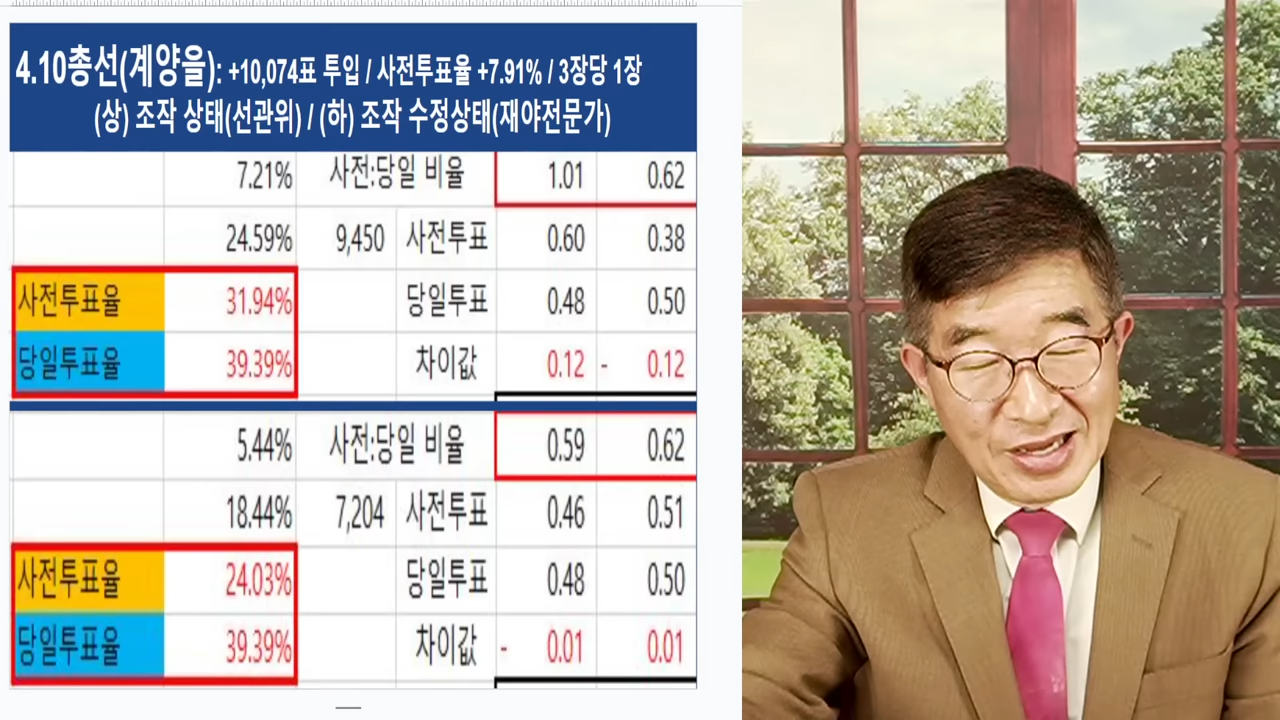 4.10총선(계양을): +10,074표 투입 / 사전투표율 +7.91% / 3장당 1장
(상) 조작 상태(선관위) / (하) 조작 수정상태(재야전문가)
7.21% 사전:당일 비율 1.01 0.62
24.59% 9,450 사전투표 0.60 0.38
사전투표율 31.94% 당일투표 0.48 0.50
당일투표율 39.39% 차이값 0.12 - 0.12
5.44% 사전:당일 비율 0.59 0.62
18.44% 7,204 사전투표 0.46 0.51
사전투표율 24.03% 당일투표 0.48 0.50
당일투표율 39.39% 차이값 - 0.01 0.01